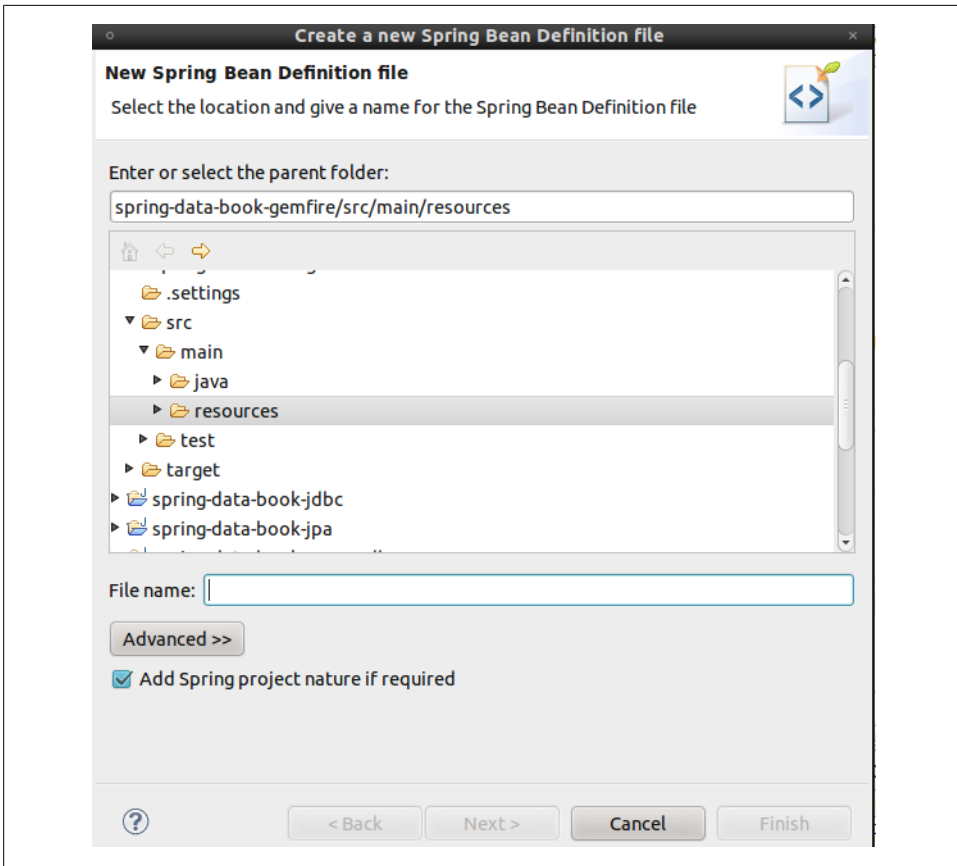 Create a new Spring Bean Definition file
New Spring Bean Definition file
Select the location and give a name for the Spring Bean Definition file
Enter or select the parent folder:
spring-data-book-gemfire/src/main/resources
.settings
src
main
java
resources
test
target
spring-data-book-jdbc
spring-data-book-jpa
File name:
Advanced >>
Add Spring project nature if required
< Back
Next >
Cancel
Finish